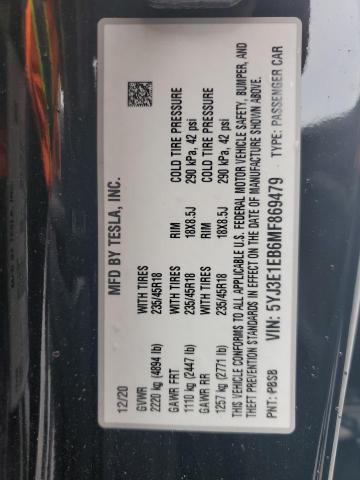 MFD BY TESLA, INC.
12/20
GVWR
2220 kg (4894 lb)
GAWR FRT WITH TIRES RIM COLD TIRE PRESSURE
1110 kg (2447 lb) 235/45R18 18X8.5J 290 kPa, 42 psi
GAWR RR WITH TIRES RIM COLD TIRE PRESSURE
1257 kg (2771 lb) 235/45R18 18X8.5J 290 kPa, 42 psi
THIS VEHICLE CONFORMS TO ALL APPLICABLE U.S. FEDERAL MOTOR VEHICLE SAFETY, BUMPER, AND
THEFT PREVENTION STANDARDS IN EFFECT ON THE DATE OF MANUFACTURE SHOWN ABOVE.
VIN: 5YJ3E1EB6MF869479
PNT: PBSB TYPE: PASSENGER CAR